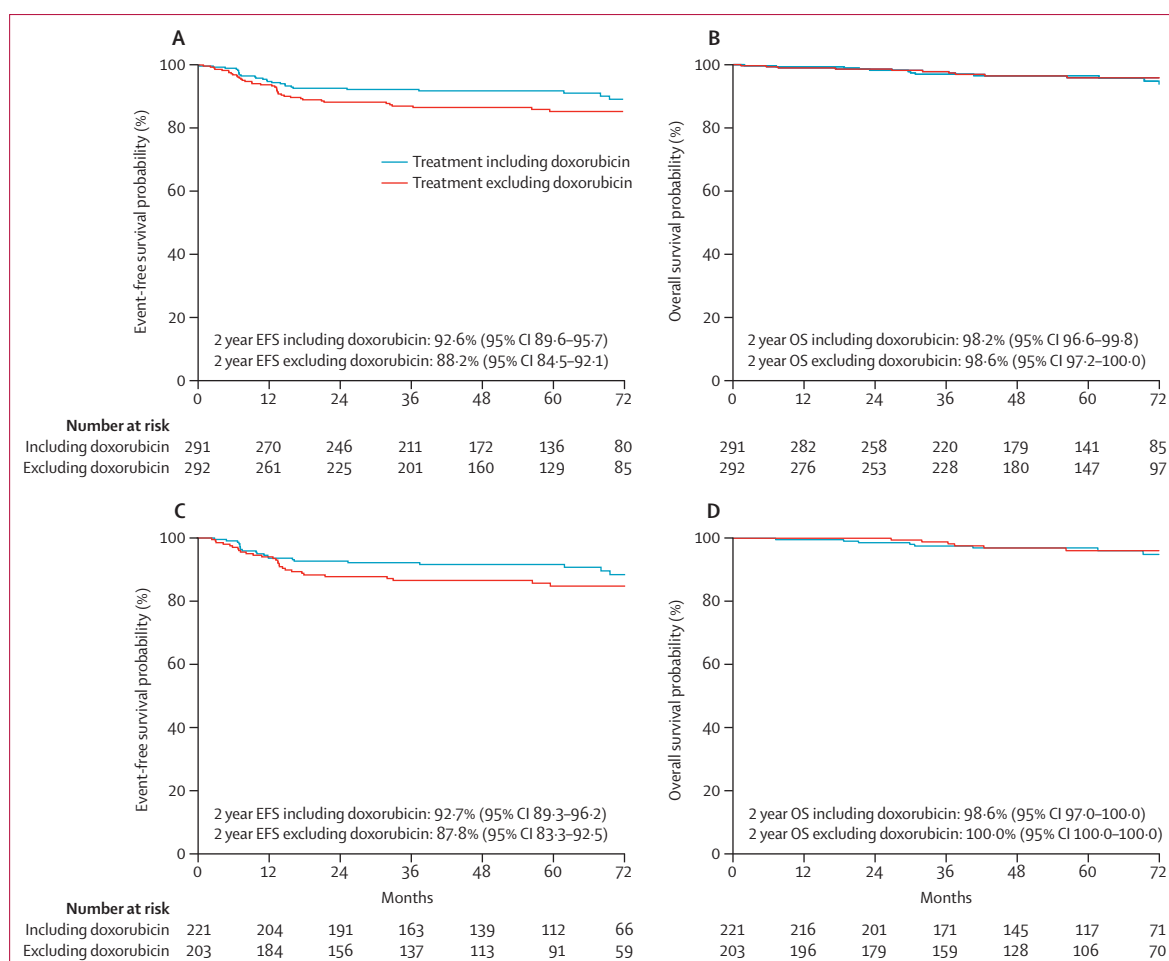 A
B
100
80
60
40
20
0
Event-free survival probability (%)
Treatment including doxorubicin
Treatment excluding doxorubicin
2 year EFS including doxorubicin: 92·6% (95% CI 89·6–95·7)
2 year EFS excluding doxorubicin: 88·2% (95% CI 84·5–92·1)
0 12 24 36 48 60 72
100
80
60
40
20
0
Overall survival probability (%)
2 year OS including doxorubicin: 98·2% (95% CI 96·6–99·8)
2 year OS excluding doxorubicin: 98·6% (95% CI 97·2–100·0)
0 12 24 36 48 60 72
Number at risk
Including doxorubicin 291 270 246 211 172 136 80 291 282 258 220 179 141 85
Excluding doxorubicin 292 261 225 201 160 129 85 292 276 253 228 180 147 97
C
D
100
80
60
40
20
0
Event-free survival probability (%)
2 year EFS including doxorubicin: 92·7% (95% CI 89·3–96·2)
2 year EFS excluding doxorubicin: 87·8% (95% CI 83·3–92·5)
0 12 24 36 48 60 72
Months
100
80
60
40
20
0
Overall survival probability (%)
2 year OS including doxorubicin: 98·6% (95% CI 97·0–100·0)
2 year OS excluding doxorubicin: 100·0% (95% CI 100·0–100·0)
0 12 24 36 48 60 72
Months
Number at risk
Including doxorubicin 221 204 191 163 139 112 66 221 216 201 171 145 117 71
Excluding doxorubicin 203 184 156 137 113 91 59 203 196 179 159 128 106 70